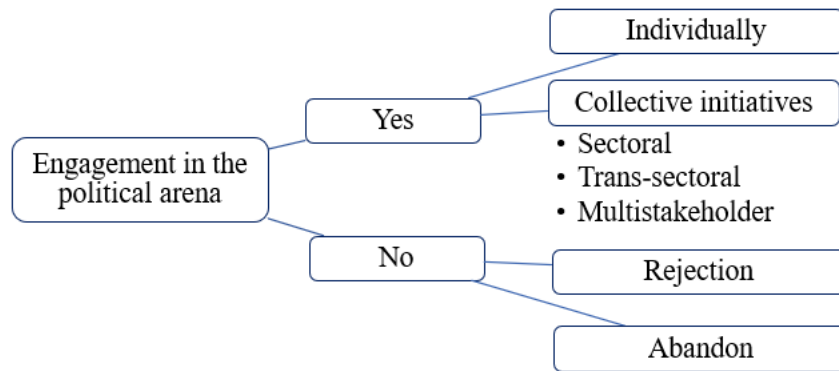 Individually
Yes
Collective initiatives
• Sectoral
• Trans-sectoral
• Multistakeholder
Engagement in the
political arena
No
Rejection
Abandon